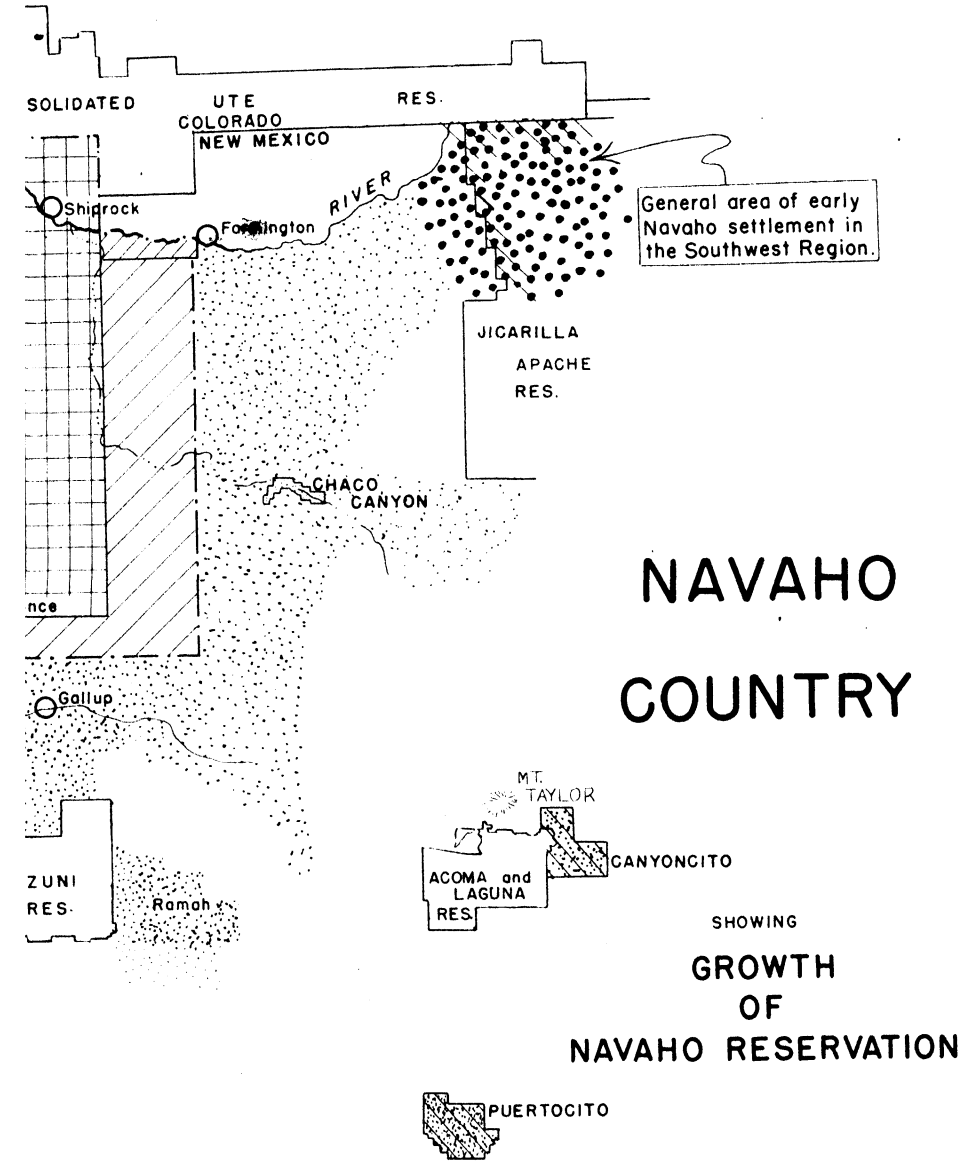 SOLIDATED UTE RES.
COLORADO
NEW MEXICO
RIVER
Shiprock
Farmington
General area of early
Navaho settlement in
the Southwest Region.
JICARILLA
APACHE
RES.
CHACO
CANYON
NAVAHO
nce
COUNTRY
Gallup
MT.
TAYLOR
CANYONCITO
ACOMA and
LAGUNA
RES.
ZUNI
RES.
Ramah
SHOWING
GROWTH
OF
NAVAHO RESERVATION
PUERTOCITO